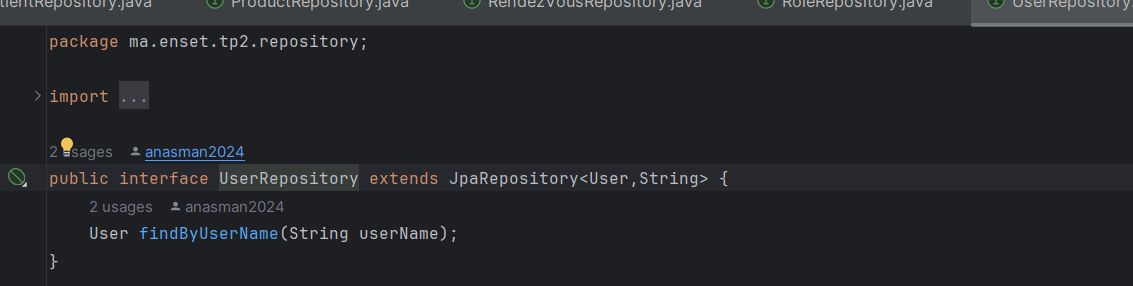 ientRepository.java ProductRepository.java RendezVousRepository.java RoleRepository.java UserRepository.
package ma.enset.tp2.repository;
import ...
2 usages anasman2024
public interface UserRepository extends JpaRepository<User,String> {
2 usages anasman2024
User findByUserName(String userName);
}